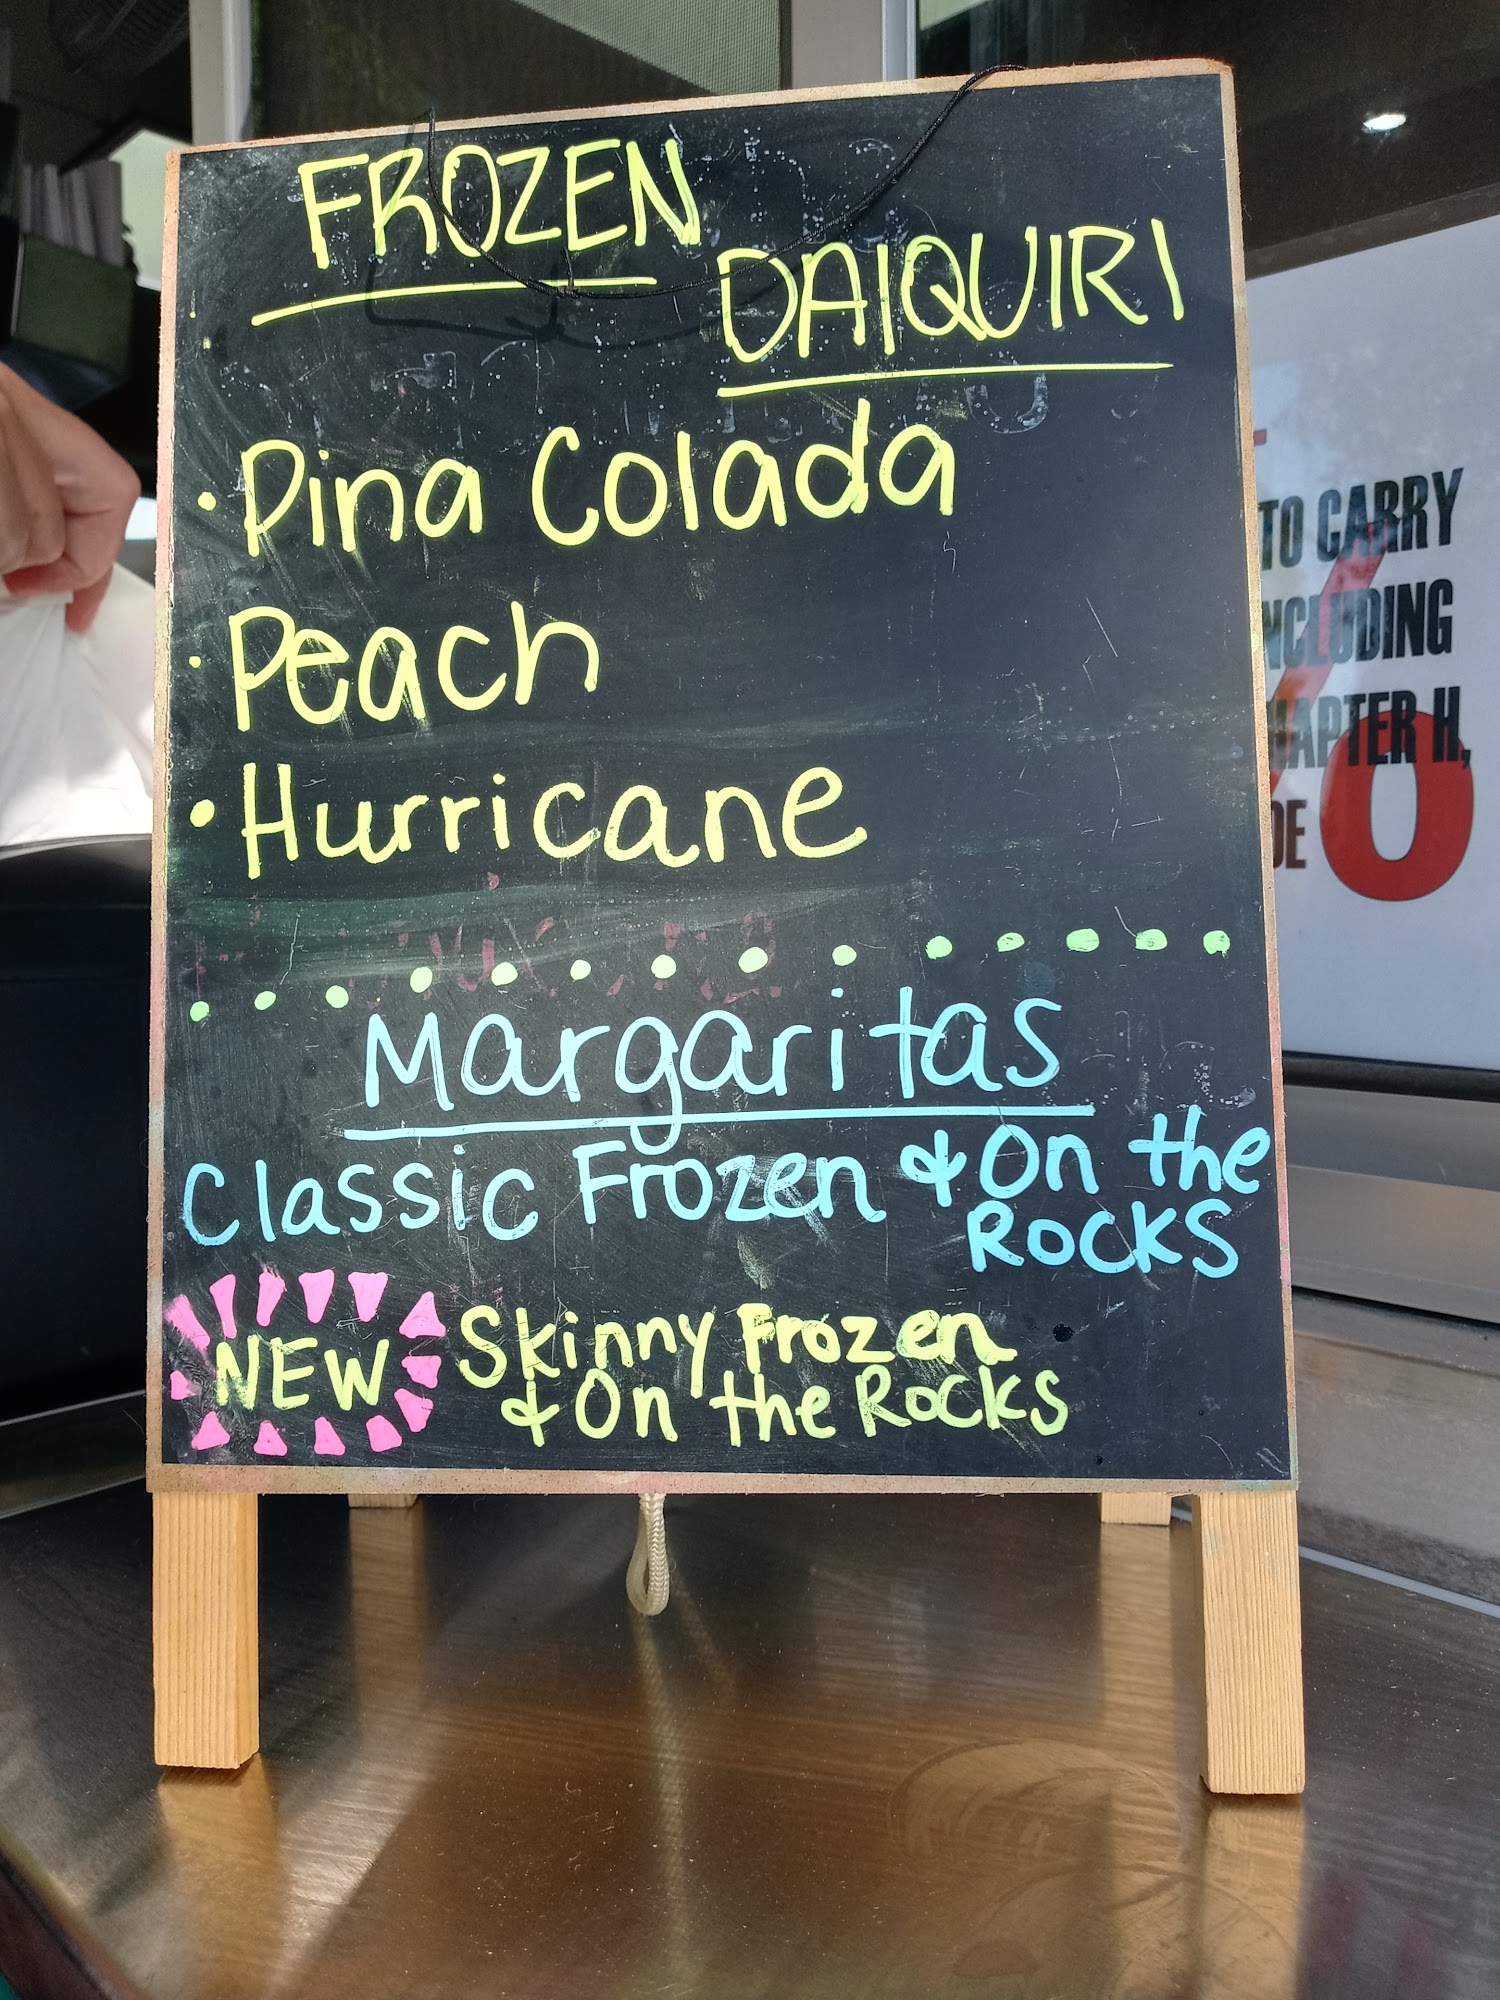 FROZEN
DAIQUIRI
• Pina Colada
• Peach
• Hurricane
Margaritas
Classic Frozen & On the
ROCKS
NEW Skinny Frozen
& On the Rocks
TO CARRY
NCLUDING
HAPTER H,
DE